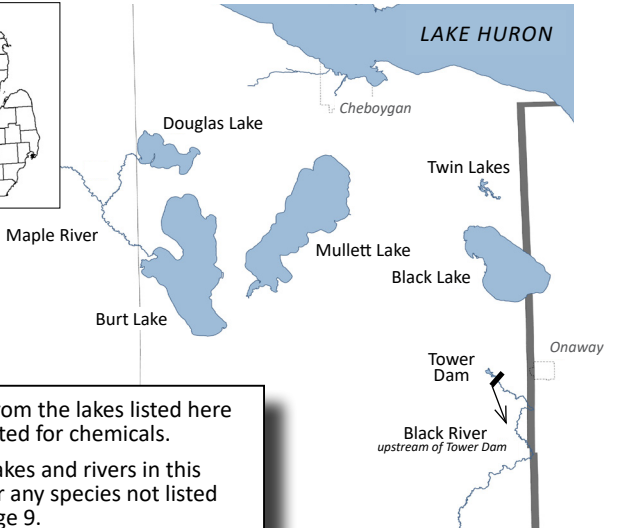 LAKE HURON
Cheboygan
Douglas Lake
Twin Lakes
Maple River
Mullett Lake
Black Lake
Burt Lake
Onaway
Tower
Dam
Black River
upstream of Tower Dam
rom the lakes listed here
ted for chemicals.
akes and rivers in this
r any species not listed
ge 9.